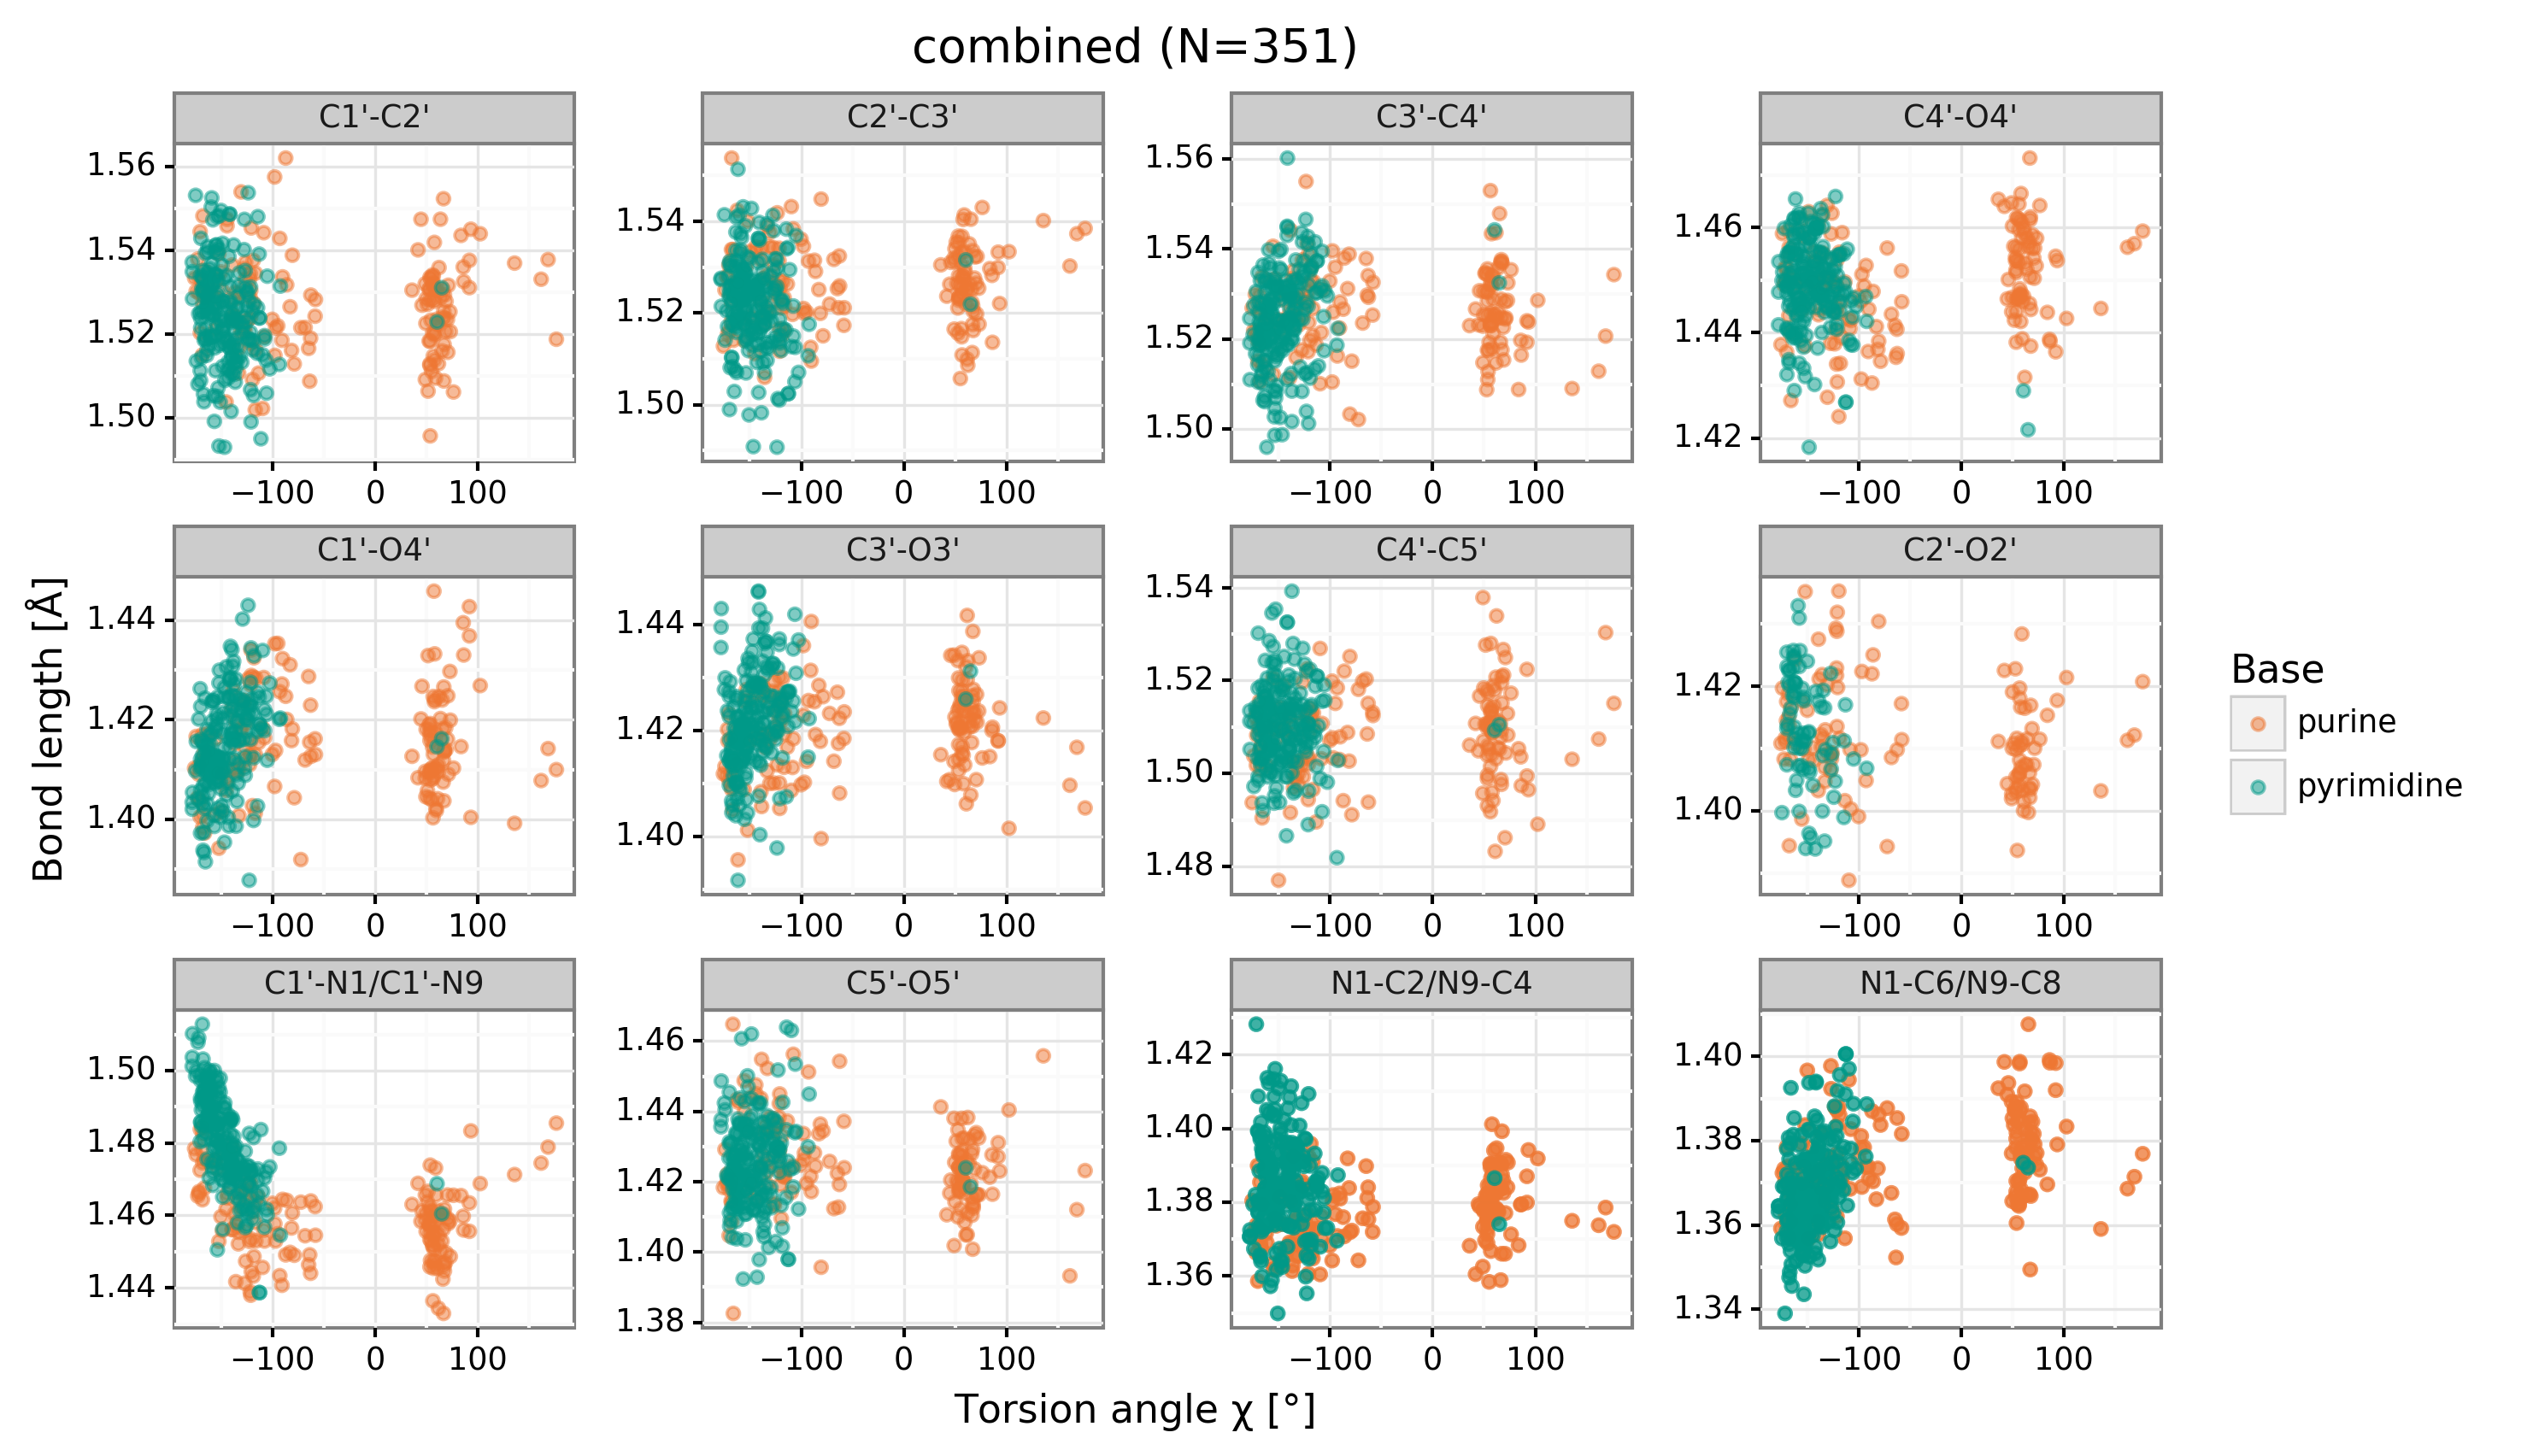 combined (N=351)
C1'-C2'
C2'-C3'
C3'-C4'
C4'-O4'
1.56
1.54
1.52
1.50
1.54
1.52
1.50
1.56
1.54
1.52
1.50
1.46
1.44
1.42
−100 0 100
−100 0 100
−100 0 100
−100 0 100
C1'-O4'
C3'-O3'
C4'-C5'
C2'-O2'
1.44
1.42
1.40
1.44
1.42
1.40
1.54
1.52
1.50
1.48
1.42
1.40
−100 0 100
−100 0 100
−100 0 100
−100 0 100
C1'-N1/C1'-N9
C5'-O5'
N1-C2/N9-C4
N1-C6/N9-C8
1.50
1.48
1.46
1.44
1.46
1.44
1.42
1.40
1.38
1.42
1.40
1.38
1.36
1.40
1.38
1.36
1.34
−100 0 100
−100 0 100
−100 0 100
−100 0 100
Bond length [Å]
Torsion angle χ [°]
Base
purine
pyrimidine